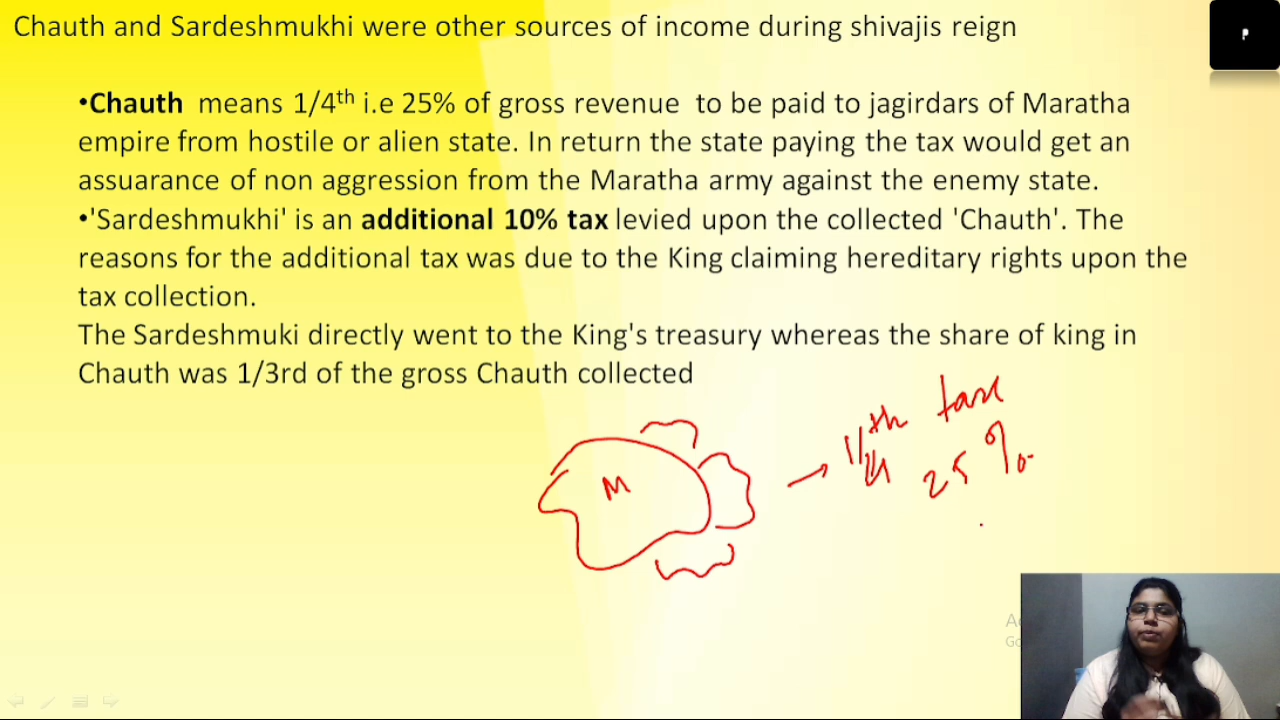 Chauth and Sardeshmukhi were other sources of income during shivajis reign
•Chauth means 1/4th i.e 25% of gross revenue to be paid to jagirdars of Maratha
empire from hostile or alien state. In return the state paying the tax would get an
assuarance of non aggression from the Maratha army against the enemy state.
•'Sardeshmukhi' is an additional 10% tax levied upon the collected 'Chauth'. The
reasons for the additional tax was due to the King claiming hereditary rights upon the
tax collection.
The Sardeshmuki directly went to the King's treasury whereas the share of king in
Chauth was 1/3rd of the gross Chauth collected
M
1/4th tax
25%